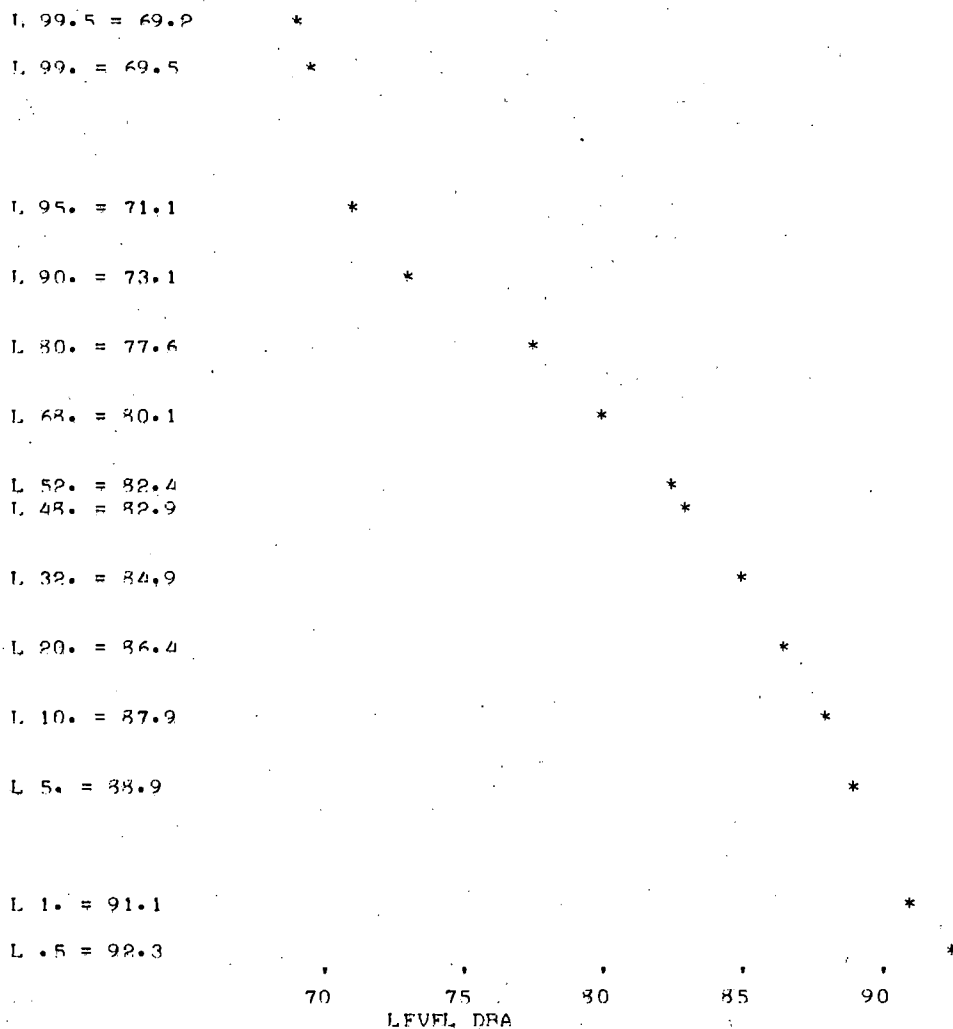 L 99.5 = 69.2 *
L 99. = 69.5 *
L 95. = 71.1 *
L 90. = 73.1 *
L 80. = 77.6 *
L 68. = 80.1 *
L 52. = 82.4 *
L 48. = 82.9 *
L 32. = 84.9 *
L 20. = 86.4 *
L 10. = 87.9 *
L 5. = 88.9 *
L 1. = 91.1 *
L .5 = 92.3 *
70 75 80 85 90
LEVEL DBA